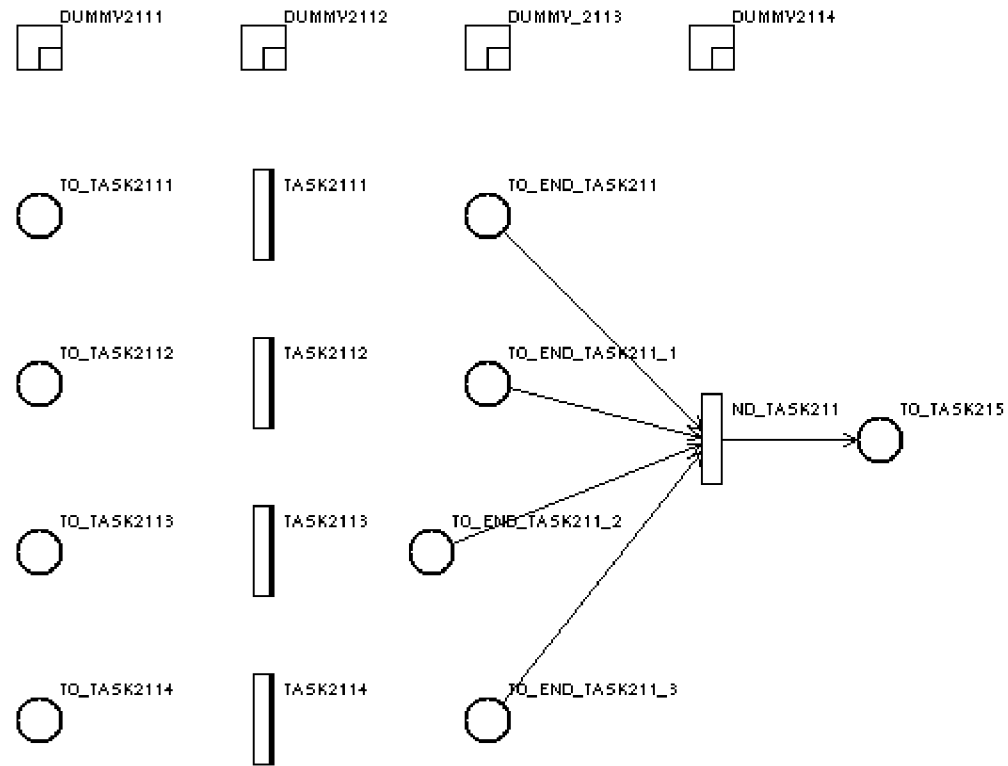 DUMMY2111
DUMMY2112
DUMMY_2113
DUMMY2114
TO_TASK2111
TASK2111
TO_END_TASK211
TO_TASK2112
TASK2112
TO_END_TASK211_1
ND_TASK211
TO_TASK215
TO_TASK2113
TASK2113
TO_END_TASK211_2
TO_TASK2114
TASK2114
TO_END_TASK211_3